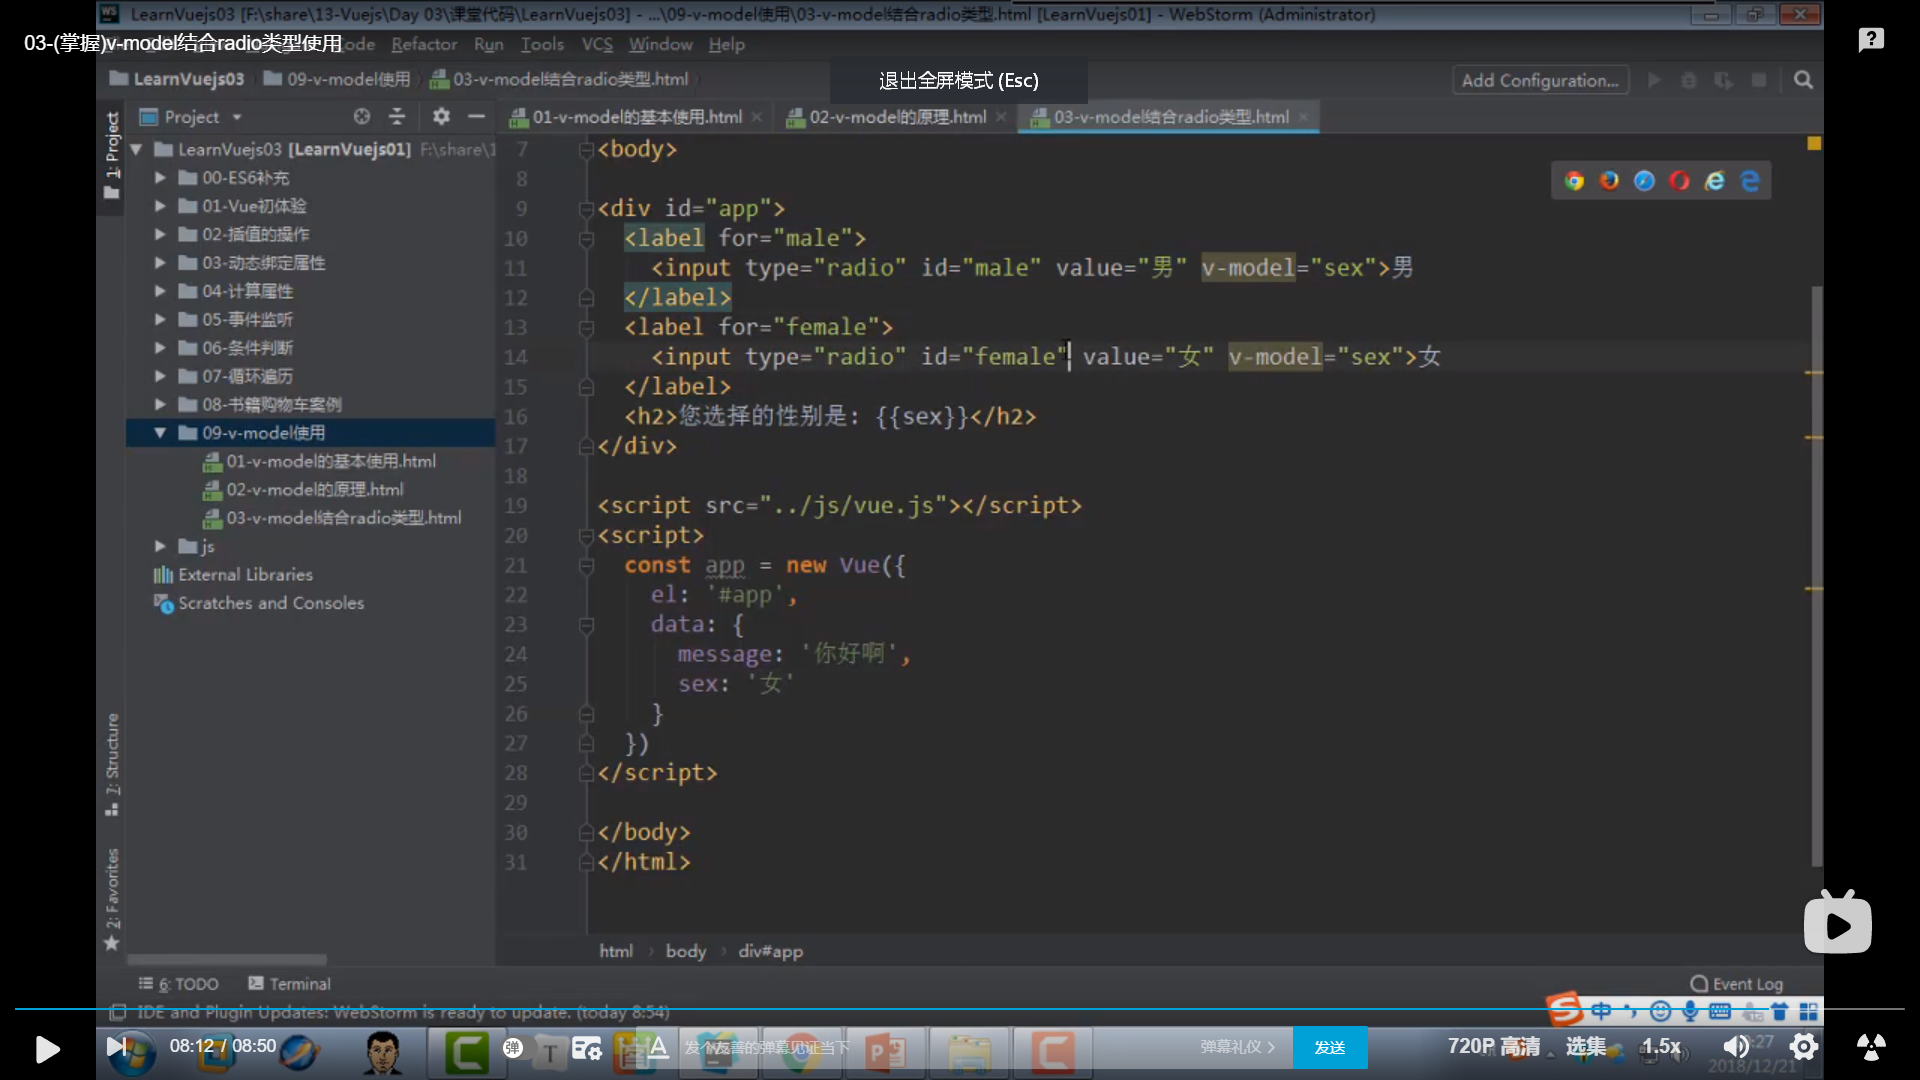 LearnVuejs03 [F:\share\13-Vuejs\Day 03\课堂代码\LearnVuejs03] - ...\09-v-model使用\03-v-model结合radio类型.html [LearnVuejs01] - WebStorm (Administrator)
03-(掌握)v-model结合radio类型使用
Refactor Run Tools VCS Window Help
LearnVuejs03 09-v-model使用 03-v-model结合radio类型.html
退出全屏模式 (Esc)
Add Configuration...
Project
01-v-model的基本使用.html 02-v-model的原理.html 03-v-model结合radio类型.html
1: Project
LearnVuejs03 [LearnVuejs01] F:\share\1
00-ES6补充
01-Vue初体验
02-插值的操作
03-动态绑定属性
04-计算属性
05-事件监听
06-条件判断
07-循环遍历
08-书籍购物车案例
09-v-model使用
01-v-model的基本使用.html
02-v-model的原理.html
03-v-model结合radio类型.html
js
External Libraries
Scratches and Consoles
7: Structure
2: Favorites
7 <body>
8
9 <div id="app">
10 <label for="male">
11 <input type="radio" id="male" value="男" v-model="sex">男
12 </label>
13 <label for="female">
14 <input type="radio" id="female" value="女" v-model="sex">女
15 </label>
16 <h2>您选择的性别是: {{sex}}</h2>
17 </div>
18
19 <script src="../js/vue.js"></script>
20 <script>
21 const app = new Vue({
22 el: '#app',
23 data: {
24 message: '你好啊',
25 sex: '女'
26 }
27 })
28 </script>
29
30 </body>
31 </html>
html body div#app
6: TODO Terminal Event Log
IDE and Plugin Updates: WebStorm is ready to update. (today 8:54)
中
08:12 / 08:50
弹
发个友善的弹幕见证当下
弹幕礼仪
发送
720P 高清 选集 1.5x
2018/12/21